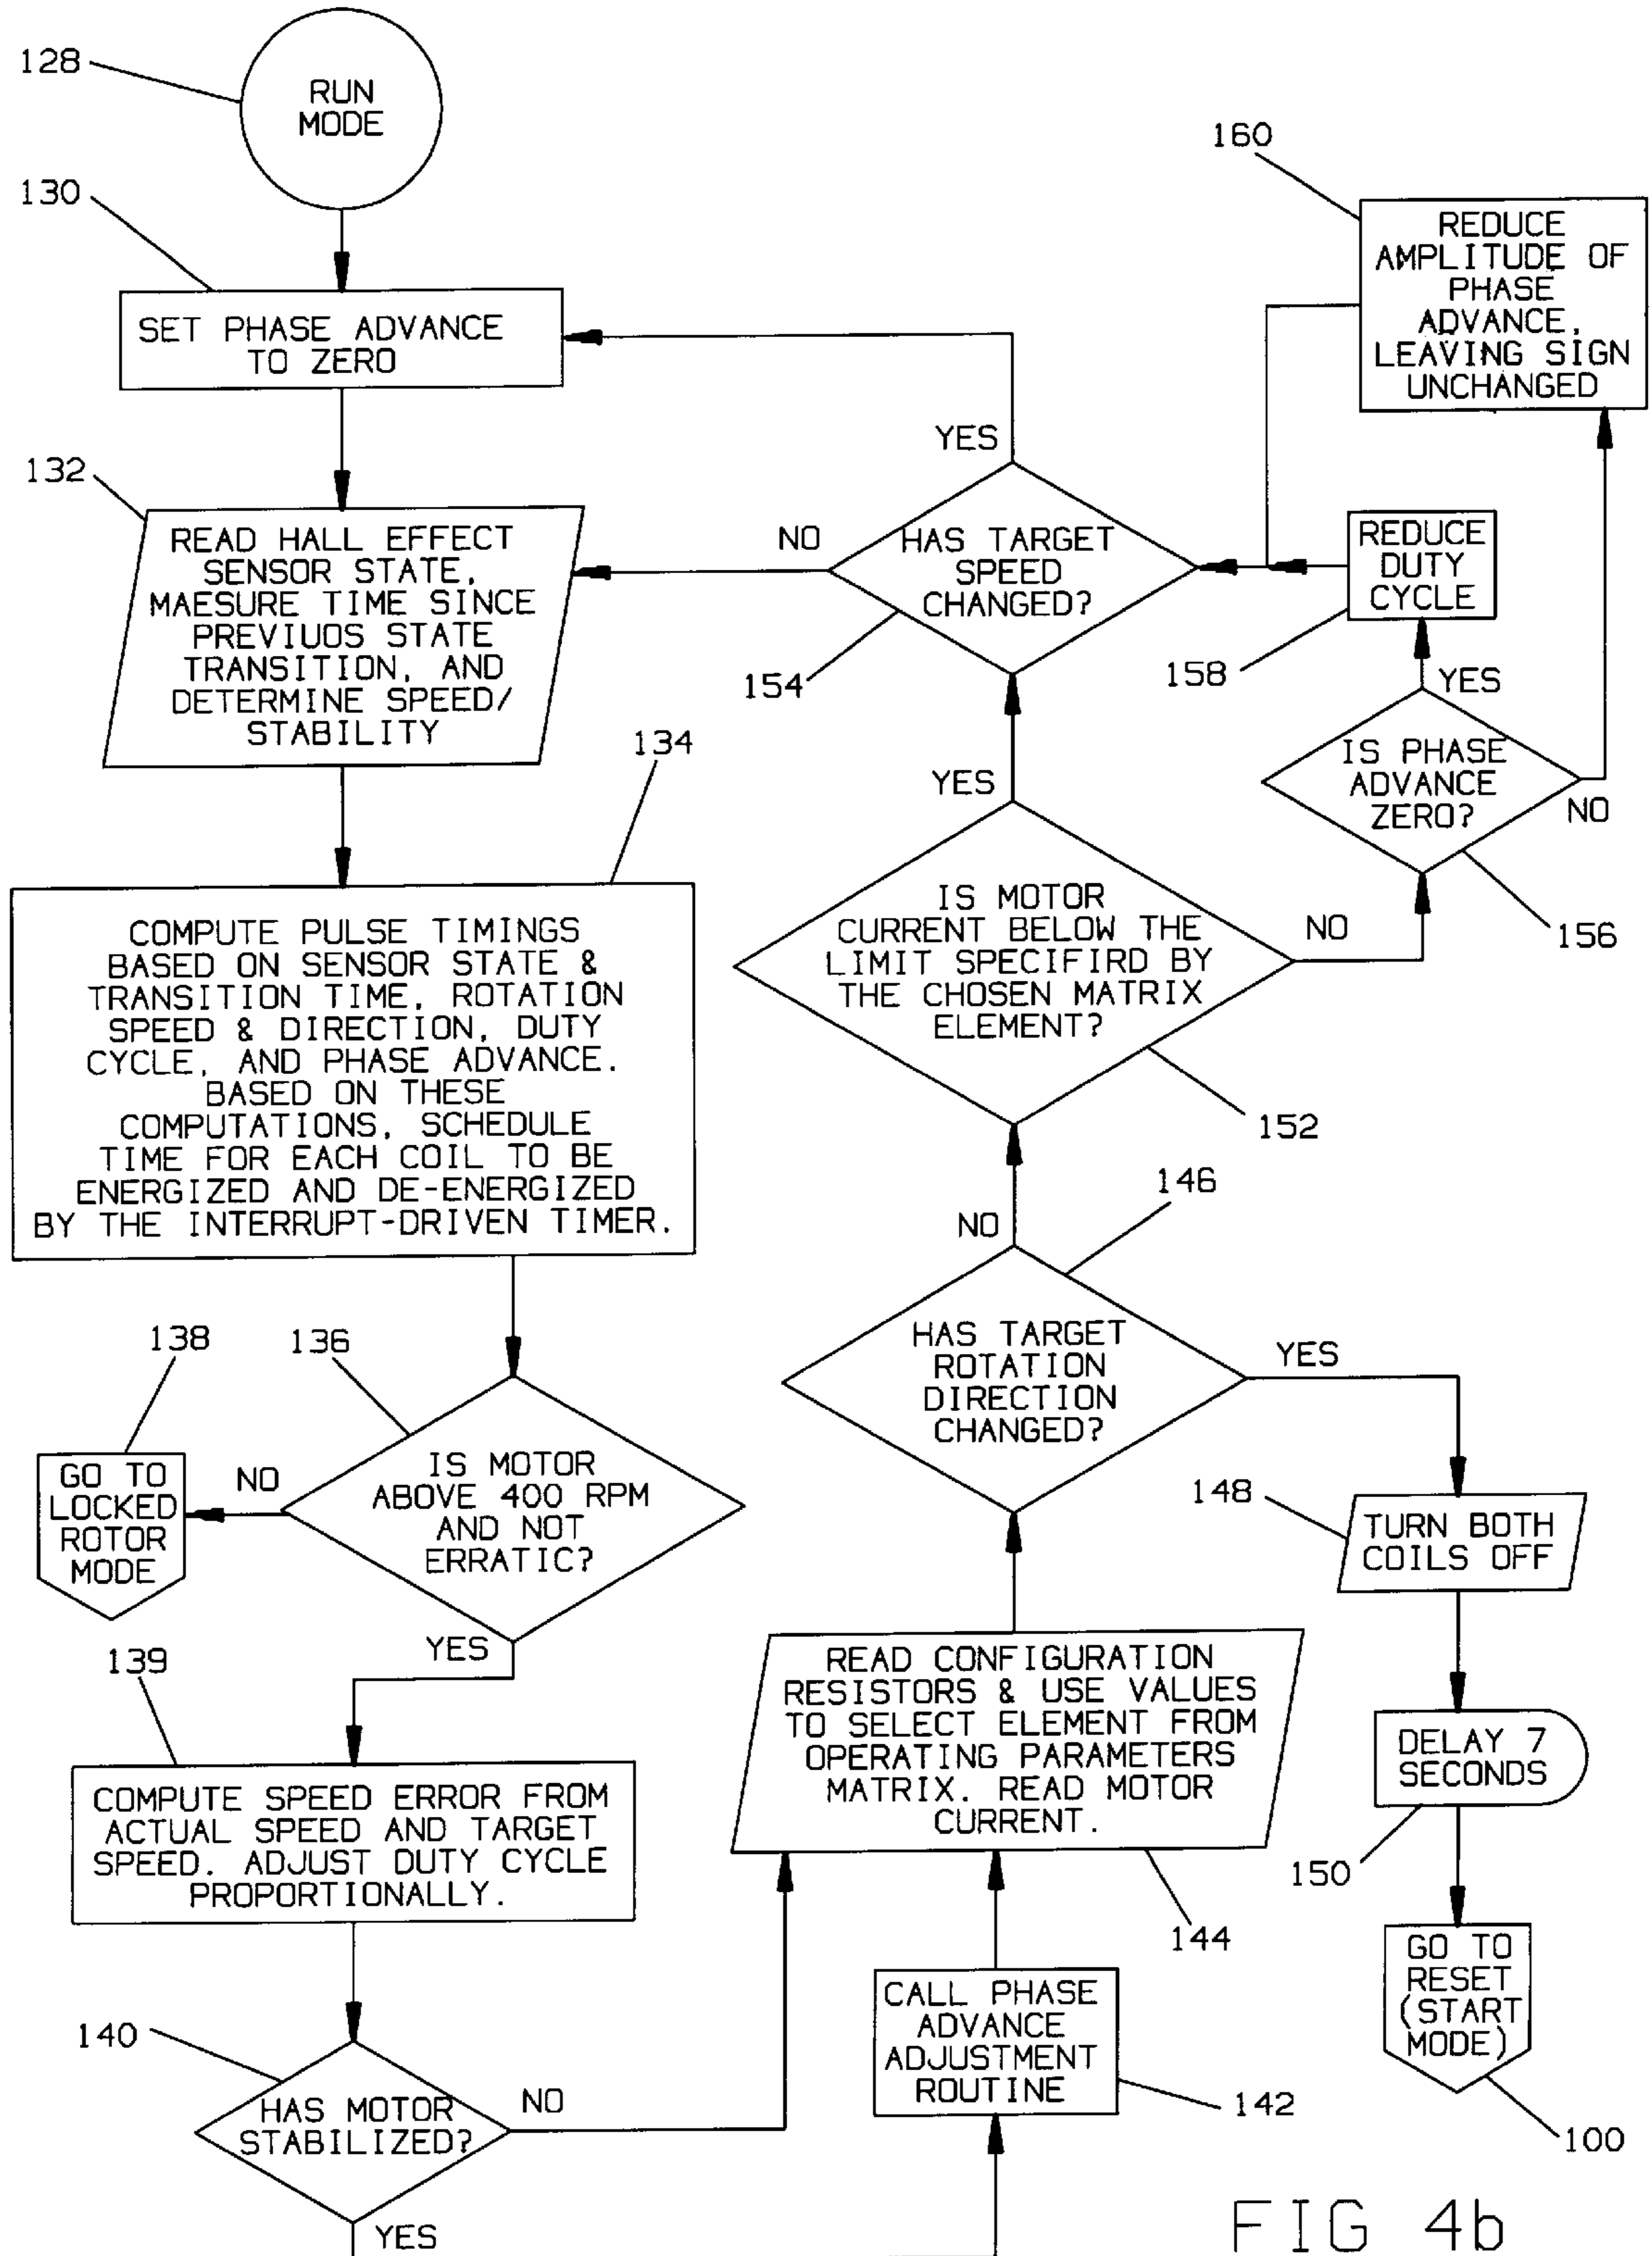 128
RUN
MODE
130
SET PHASE ADVANCE
TO ZERO
132
READ HALL EFFECT
SENSOR STATE,
MAESURE TIME SINCE
PREVIUOS STATE
TRANSITION, AND
DETERMINE SPEED/
STABILITY
134
COMPUTE PULSE TIMINGS
BASED ON SENSOR STATE &
TRANSITION TIME, ROTATION
SPEED & DIRECTION, DUTY
CYCLE, AND PHASE ADVANCE.
BASED ON THESE
COMPUTATIONS, SCHEDULE
TIME FOR EACH COIL TO BE
ENERGIZED AND DE-ENERGIZED
BY THE INTERRUPT-DRIVEN TIMER.
138
136
GO TO
LOCKED
ROTOR
MODE
NO
IS MOTOR
ABOVE 400 RPM
AND NOT
ERRATIC?
YES
139
COMPUTE SPEED ERROR FROM
ACTUAL SPEED AND TARGET
SPEED. ADJUST DUTY CYCLE
PROPORTIONALLY.
140
HAS MOTOR
STABILIZED?
NO
YES
CALL PHASE
ADVANCE
ADJUSTMENT
ROUTINE
142
READ CONFIGURATION
RESISTORS & USE VALUES
TO SELECT ELEMENT FROM
OPERATING PARAMETERS
MATRIX. READ MOTOR
CURRENT.
144
146
HAS TARGET
ROTATION
DIRECTION
CHANGED?
NO
YES
148
TURN BOTH
COILS OFF
DELAY 7
SECONDS
150
GO TO
RESET
(START
MODE)
100
IS MOTOR
CURRENT BELOW THE
LIMIT SPECIFIRD BY
THE CHOSEN MATRIX
ELEMENT?
152
YES
NO
HAS TARGET
SPEED
CHANGED?
154
YES
NO
IS PHASE
ADVANCE
ZERO?
156
YES
NO
REDUCE
DUTY
CYCLE
158
160
REDUCE
AMPLITUDE OF
PHASE
ADVANCE,
LEAVING SIGN
UNCHANGED
FIG 4b